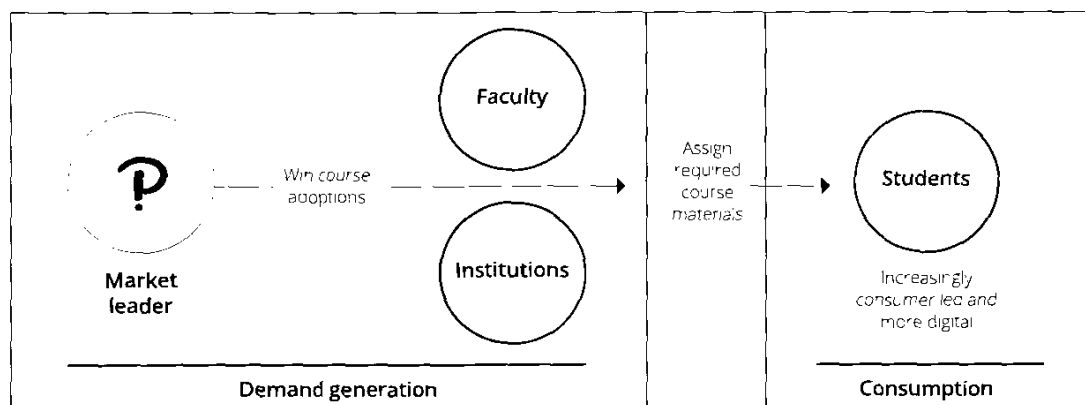 Faculty
Win course
adoptions
Institutions
Market
leader
Demand generation
Assign
required
course
materials
Students
Increasingly
consumer led and
more digital
Consumption